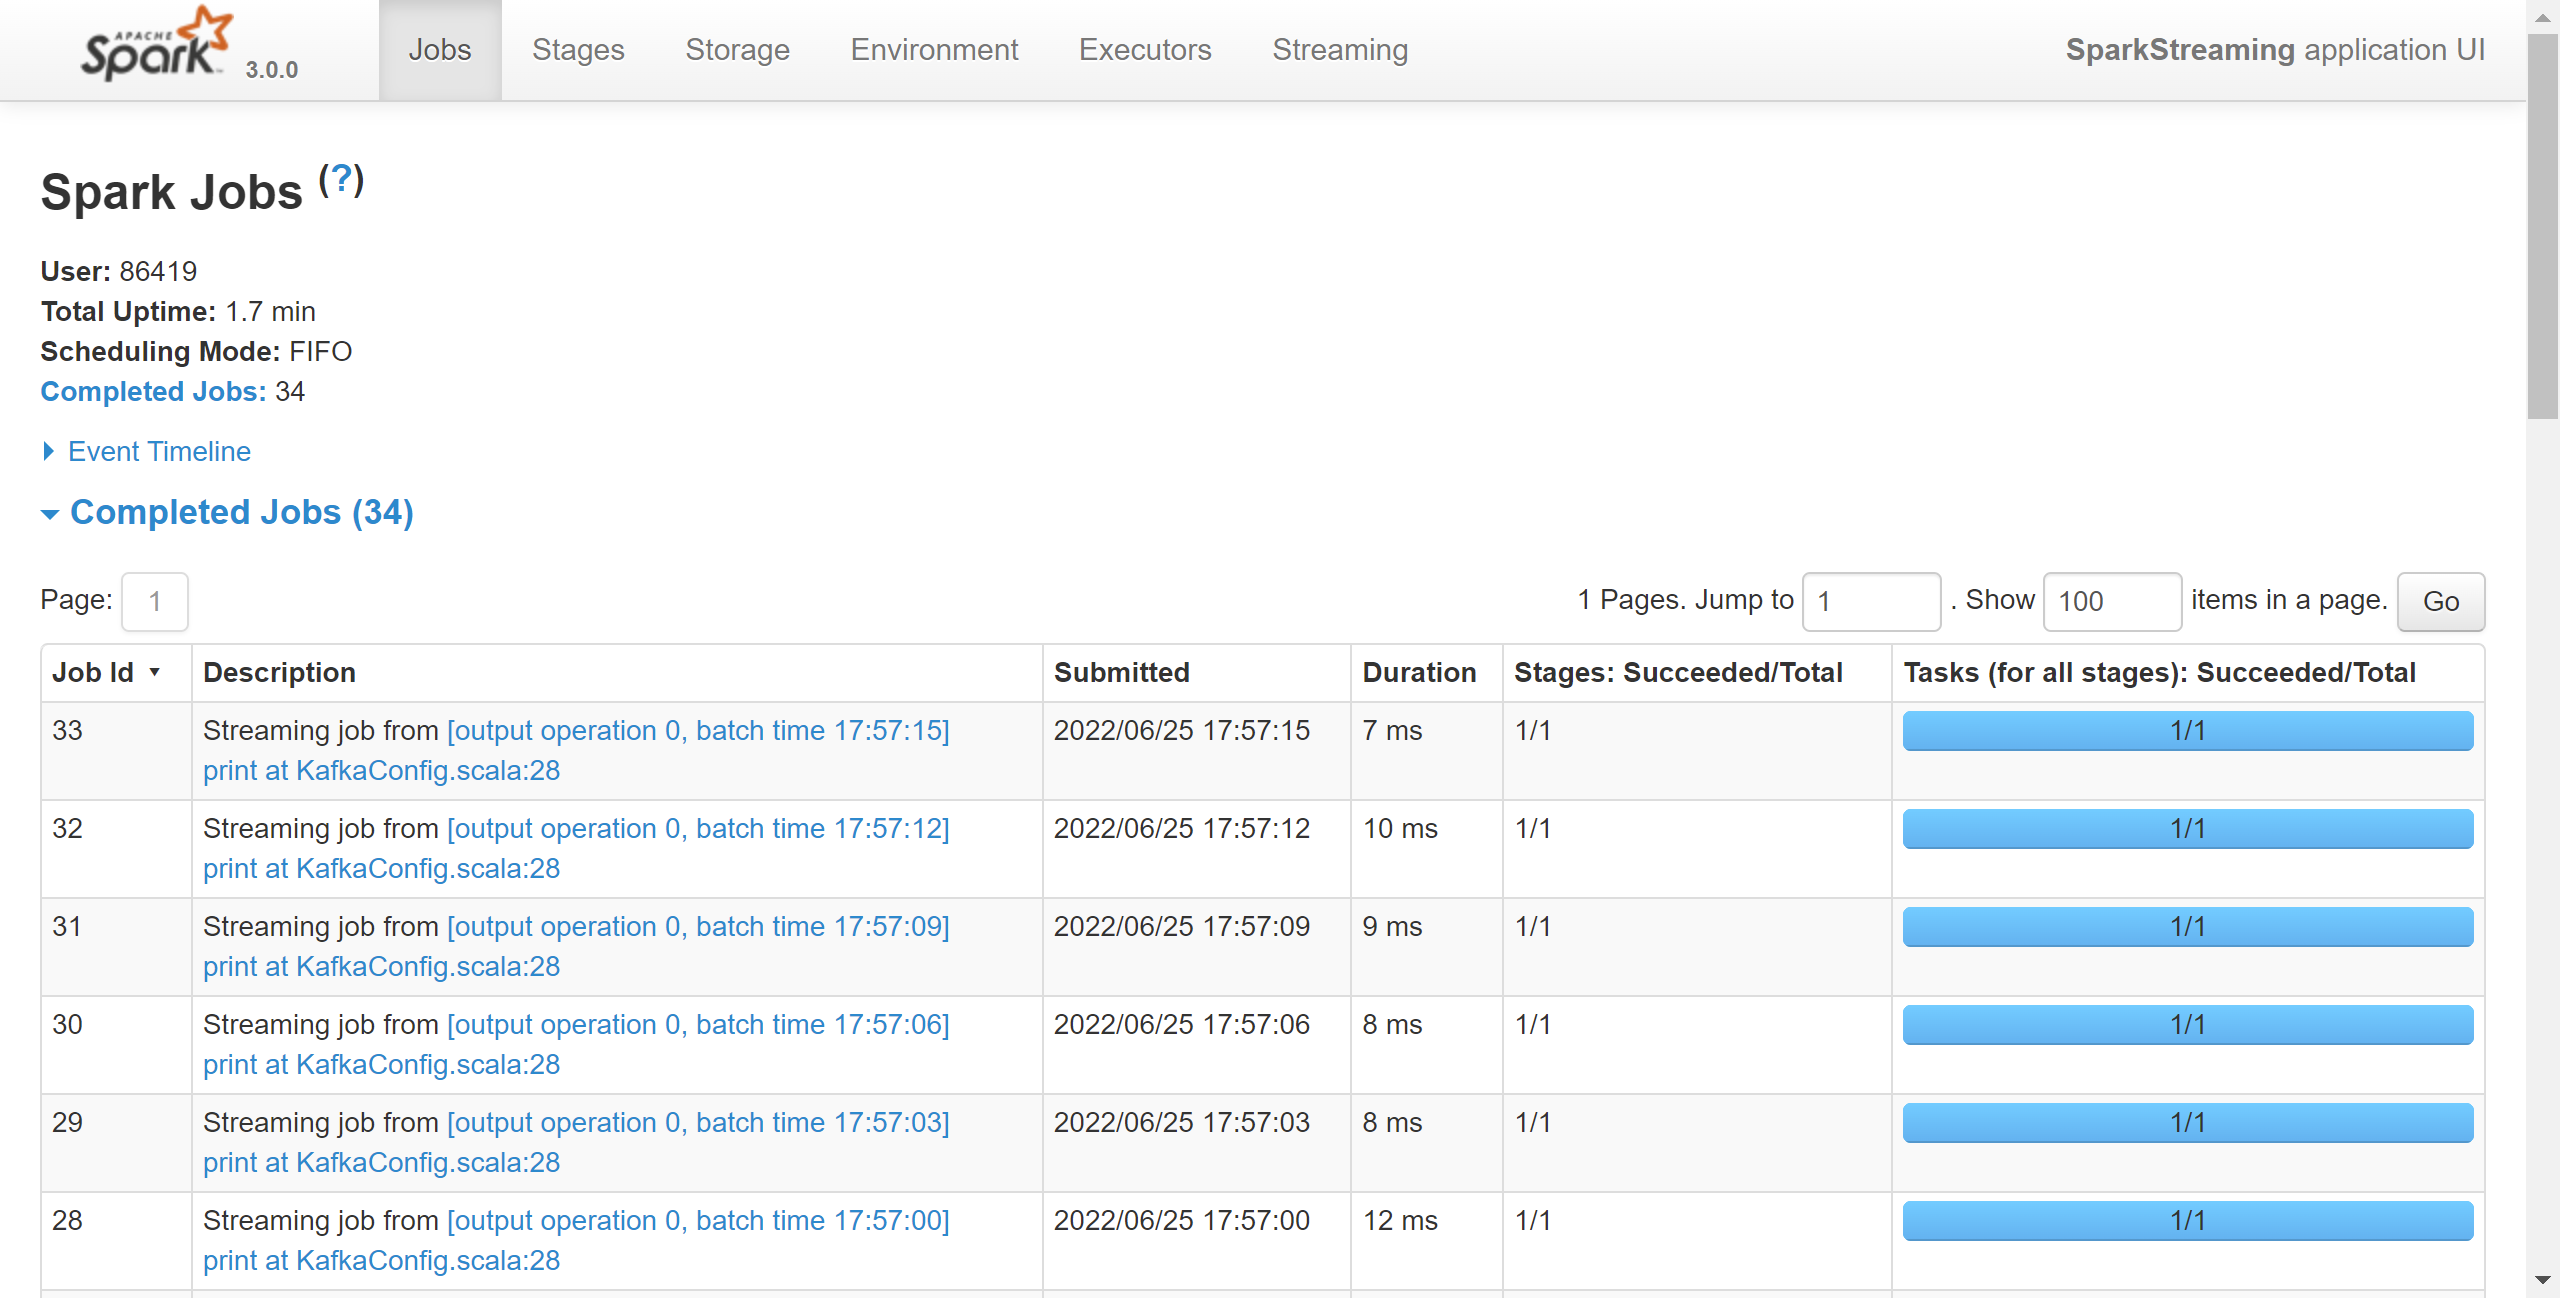 APACHE
Spark 3.0.0 Jobs Stages Storage Environment Executors Streaming SparkStreaming application UI
Spark Jobs (?)
User: 86419
Total Uptime: 1.7 min
Scheduling Mode: FIFO
Completed Jobs: 34
Event Timeline
Completed Jobs (34)
Page: 1 1 Pages. Jump to 1 . Show 100 items in a page. Go
Job Id ▾ Description Submitted Duration Stages: Succeeded/Total Tasks (for all stages): Succeeded/Total
33 Streaming job from [output operation 0, batch time 17:57:15] 2022/06/25 17:57:15 7 ms 1/1 1/1
print at KafkaConfig.scala:28
32 Streaming job from [output operation 0, batch time 17:57:12] 2022/06/25 17:57:12 10 ms 1/1 1/1
print at KafkaConfig.scala:28
31 Streaming job from [output operation 0, batch time 17:57:09] 2022/06/25 17:57:09 9 ms 1/1 1/1
print at KafkaConfig.scala:28
30 Streaming job from [output operation 0, batch time 17:57:06] 2022/06/25 17:57:06 8 ms 1/1 1/1
print at KafkaConfig.scala:28
29 Streaming job from [output operation 0, batch time 17:57:03] 2022/06/25 17:57:03 8 ms 1/1 1/1
print at KafkaConfig.scala:28
28 Streaming job from [output operation 0, batch time 17:57:00] 2022/06/25 17:57:00 12 ms 1/1 1/1
print at KafkaConfig.scala:28